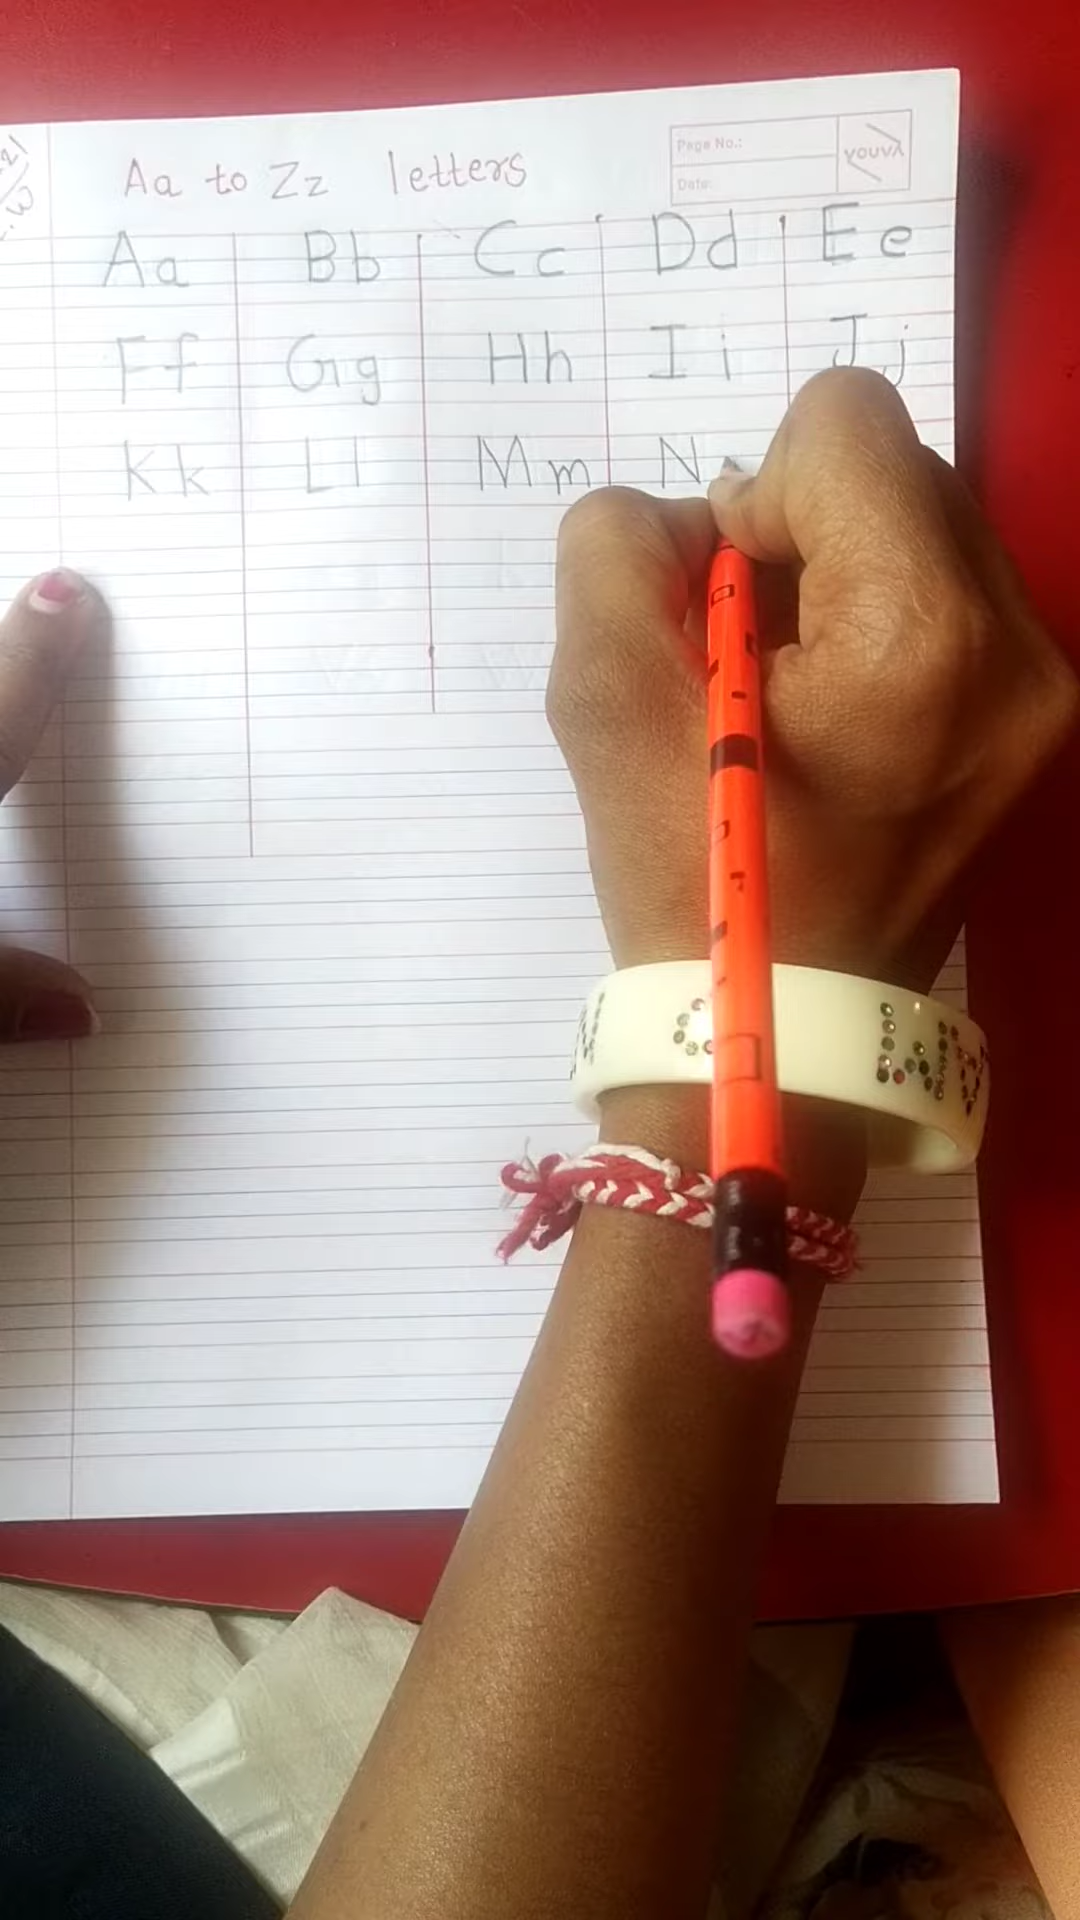 Aa to Zz letters
Page No.:
Date:
youva
Aa Bb Cc Dd Ee
Ff Gg Hh Ii Jj
Kk Ll Mm N